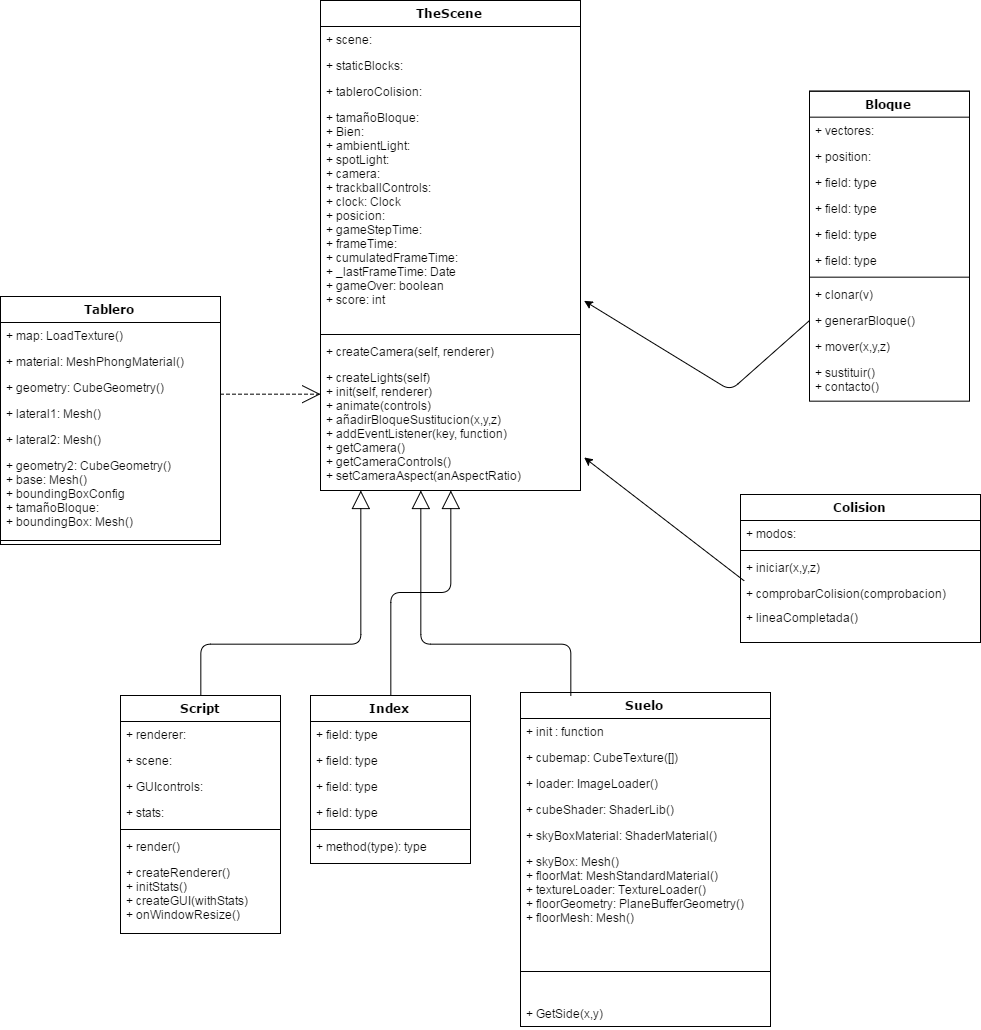 TheScene
+ scene:
+ staticBlocks:
+ tableroColision:
+ tamañoBloque:
+ Bien:
+ ambientLight:
+ spotLight:
+ camera:
+ trackballControls:
+ clock: Clock
+ posicion:
+ gameStepTime:
+ frameTime:
+ cumulatedFrameTime:
+ _lastFrameTime: Date
+ gameOver: boolean
+ score: int
+ createCamera(self, renderer)
+ createLights(self)
+ init(self, renderer)
+ animate(controls)
+ añadirBloqueSustitucion(x,y,z)
+ addEventListener(key, function)
+ getCamera()
+ getCameraControls()
+ setCameraAspect(anAspectRatio)
Bloque
+ vectores:
+ position:
+ field: type
+ field: type
+ field: type
+ field: type
+ clonar(v)
+ generarBloque()
+ mover(x,y,z)
+ sustituir()
+ contacto()
Tablero
+ map: LoadTexture()
+ material: MeshPhongMaterial()
+ geometry: CubeGeometry()
+ lateral1: Mesh()
+ lateral2: Mesh()
+ geometry2: CubeGeometry()
+ base: Mesh()
+ boundingBoxConfig
+ tamañoBloque:
+ boundingBox: Mesh()
Colision
+ modos:
+ iniciar(x,y,z)
+ comprobarColision(comprobacion)
+ lineaCompletada()
Script
+ renderer:
+ scene:
+ GUIcontrols:
+ stats:
+ render()
+ createRenderer()
+ initStats()
+ createGUI(withStats)
+ onWindowResize()
Index
+ field: type
+ field: type
+ field: type
+ field: type
+ method(type): type
Suelo
+ init : function
+ cubemap: CubeTexture([])
+ loader: ImageLoader()
+ cubeShader: ShaderLib()
+ skyBoxMaterial: ShaderMaterial()
+ skyBox: Mesh()
+ floorMat: MeshStandardMaterial()
+ textureLoader: TextureLoader()
+ floorGeometry: PlaneBufferGeometry()
+ floorMesh: Mesh()
+ GetSide(x,y)